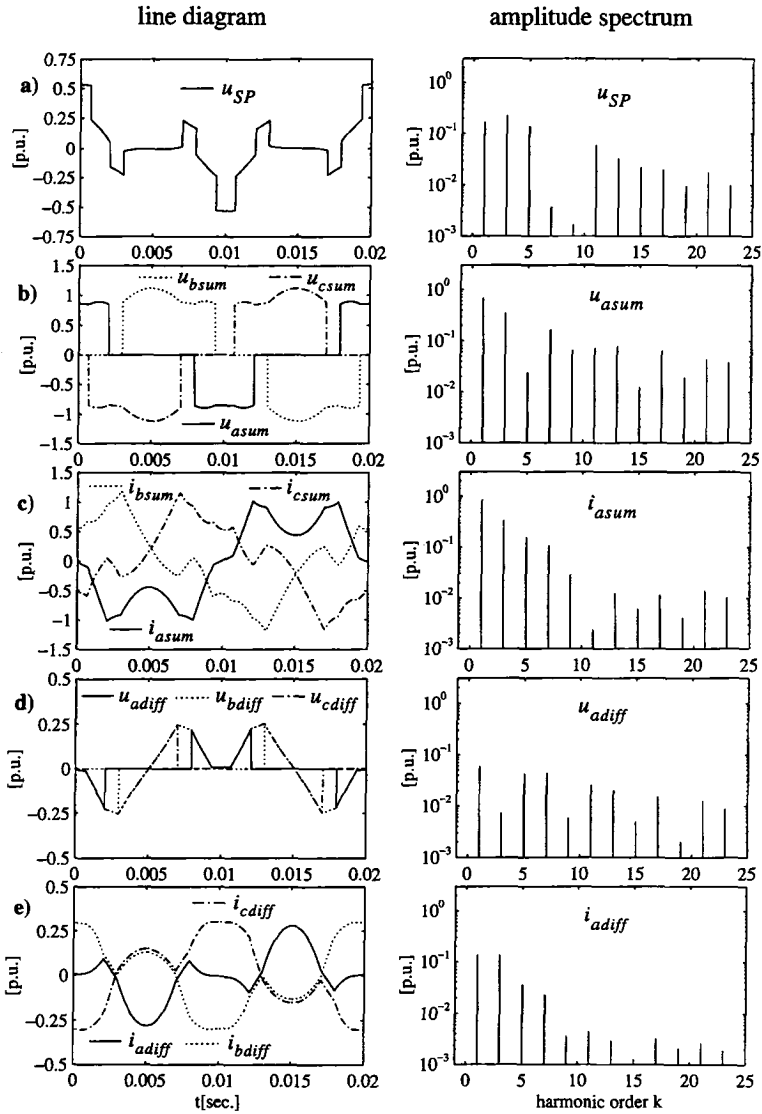 line diagram
amplitude spectrum
a)
[p.u.]
0.75
0.5
0.25
0
−0.25
−0.5
0.75
u_SP
0 0.005 0.01 0.015 0.02
[p.u.]
10^0
10^-1
10^-2
10^-3
u_SP
0 5 10 15 20 25
b)
[p.u.]
1.5
1
0.5
0
−0.5
−1
−1.5
u_bsum u_csum
u_asum
0 0.005 0.01 0.015 0.02
[p.u.]
10^0
10^-1
10^-2
10^-3
u_asum
0 5 10 15 20 25
c)
[p.u.]
1.5
1
0.5
0
−0.5
−1
−1.5
i_bsum i_csum
i_asum
0 0.005 0.01 0.015 0.02
[p.u.]
10^0
10^-1
10^-2
10^-3
i_asum
0 5 10 15 20 25
d)
[p.u.]
0.5
0.25
0
−0.25
−0.5
u_adiff u_bdiff u_cdiff
0 0.005 0.01 0.015 0.02
[p.u.]
10^0
10^-1
10^-2
10^-3
u_adiff
0 5 10 15 20 25
e)
[p.u.]
0.5
0.25
0
−0.25
−0.5
i_cdiff
i_adiff i_bdiff
0 0.005 0.01 0.015 0.02
t[sec.]
[p.u.]
10^0
10^-1
10^-2
10^-3
i_adiff
0 5 10 15 20 25
harmonic order k